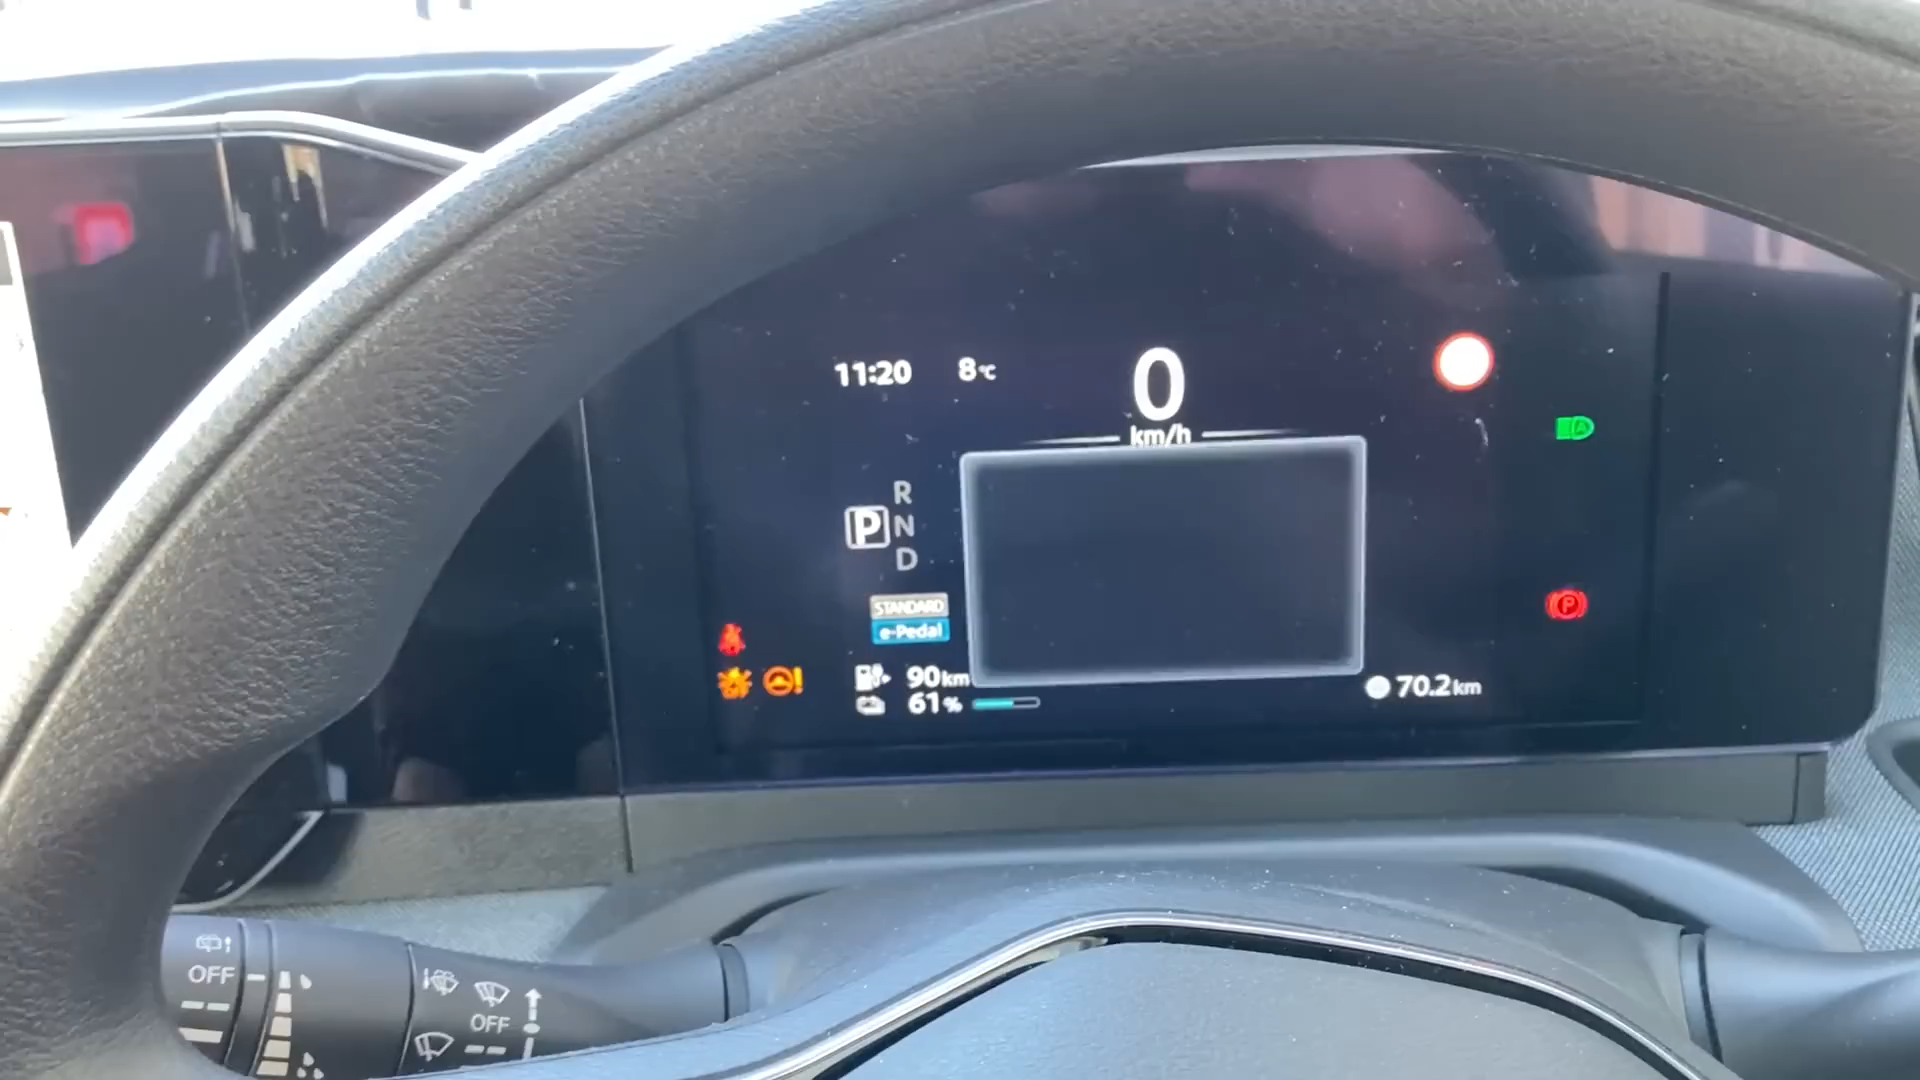 11:20 8°C
0
km/h
R
P N
D
STANDARD
e-Pedal
90km
61%
70.2km
P
A
OFF
OFF